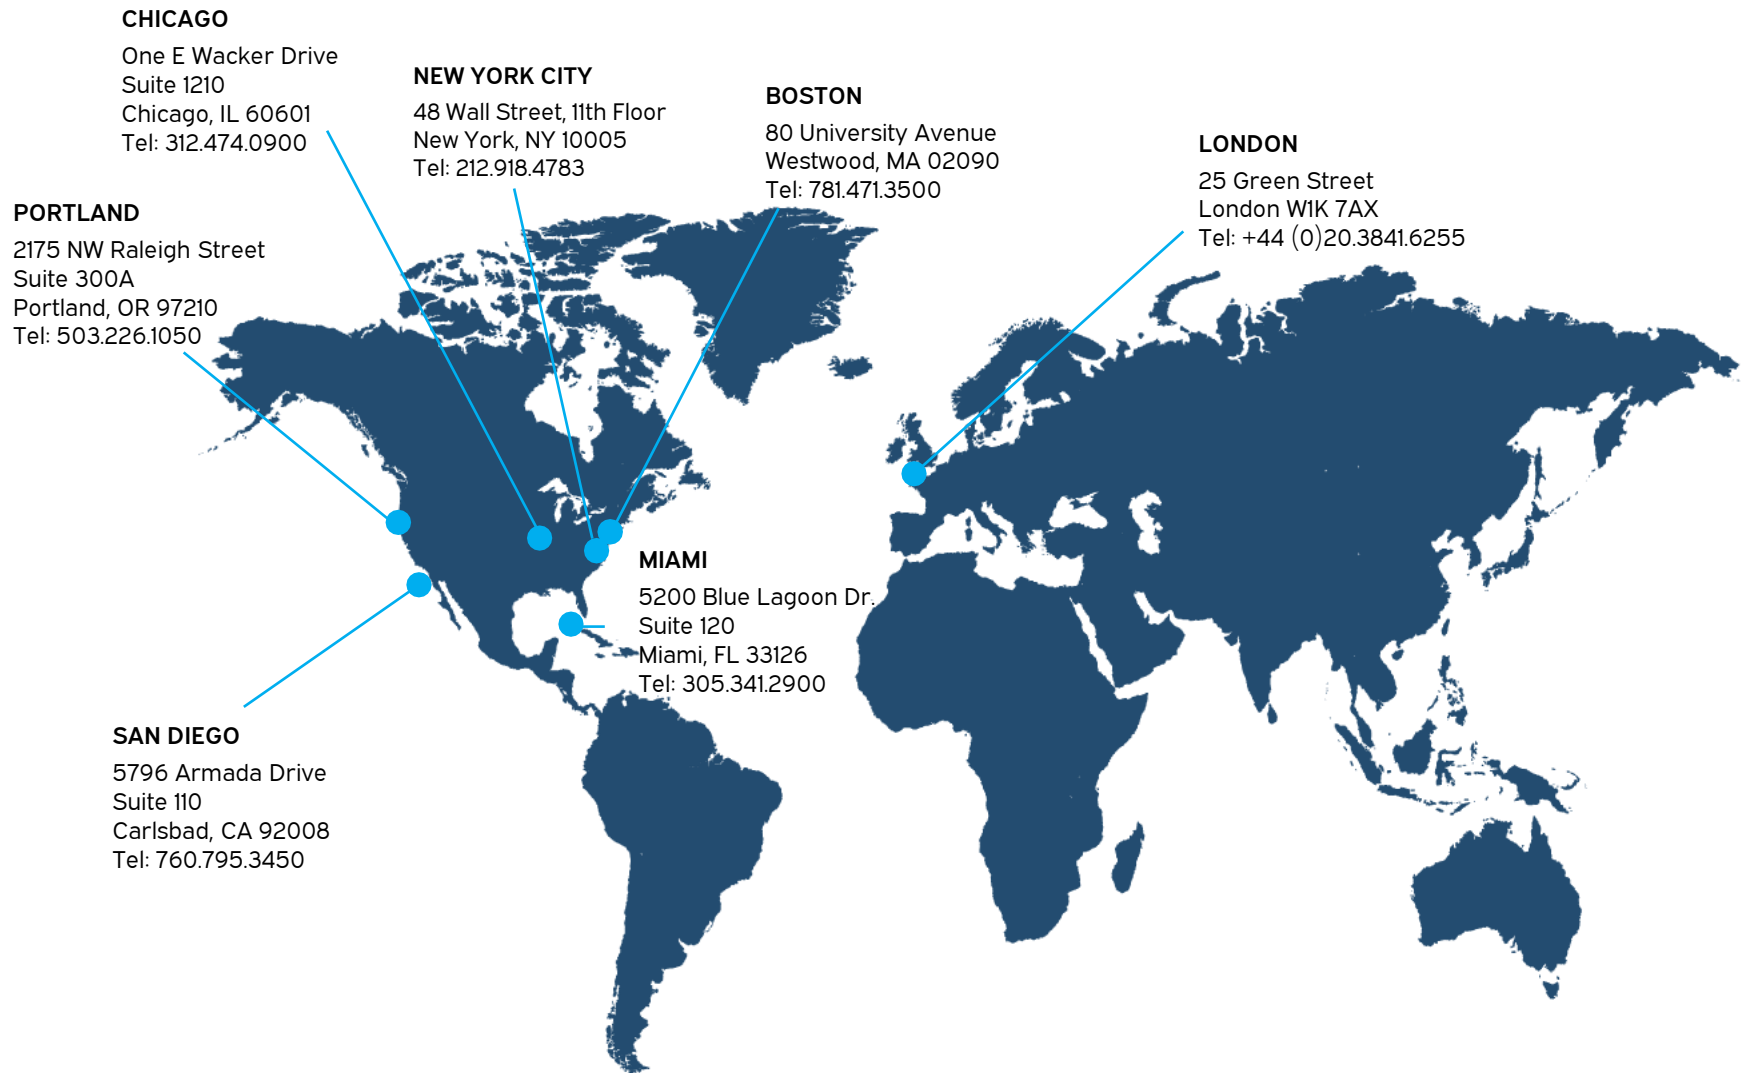 CHICAGO
One E Wacker Drive
Suite 1210
Chicago, IL 60601
Tel: 312.474.0900
NEW YORK CITY
48 Wall Street, 11th Floor
New York, NY 10005
Tel: 212.918.4783
BOSTON
80 University Avenue
Westwood, MA 02090
Tel: 781.471.3500
LONDON
25 Green Street
London W1K 7AX
Tel: +44 (0)20.3841.6255
PORTLAND
2175 NW Raleigh Street
Suite 300A
Portland, OR 97210
Tel: 503.226.1050
MIAMI
5200 Blue Lagoon Dr.
Suite 120
Miami, FL 33126
Tel: 305.341.2900
SAN DIEGO
5796 Armada Drive
Suite 110
Carlsbad, CA 92008
Tel: 760.795.3450